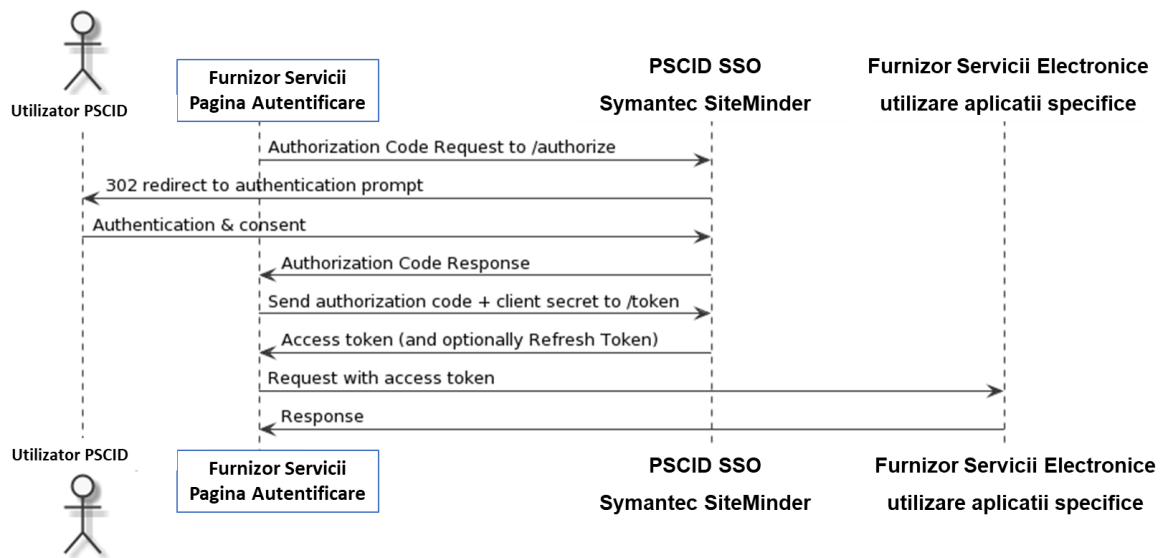 Utilizator PSCID
Furnizor Servicii
Pagina Autentificare
PSCID SSO
Symantec SiteMinder
Furnizor Servicii Electronice
utilizare aplicatii specifice
Authorization Code Request to /authorize
302 redirect to authentication prompt
Authentication & consent
Authorization Code Response
Send authorization code + client secret to /token
Access token (and optionally Refresh Token)
Request with access token
Response
Utilizator PSCID
Furnizor Servicii
Pagina Autentificare
PSCID SSO
Symantec SiteMinder
Furnizor Servicii Electronice
utilizare aplicatii specifice